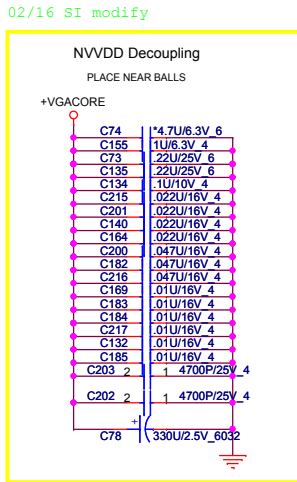 02/16 SI modify
NVVDD Decoupling
PLACE NEAR BALLS
+VGACORE
C74 *4.7U/6.3V_6
C155 1U/6.3V_4
C73 .22U/25V_6
C135 .22U/25V_6
C134 .1U/10V_4
C215 .022U/16V_4
C201 .022U/16V_4
C140 .022U/16V_4
C164 .022U/16V_4
C200 .047U/16V_4
C182 .047U/16V_4
C216 .047U/16V_4
C169 .01U/16V_4
C183 .01U/16V_4
C184 .01U/16V_4
C217 .01U/16V_4
C132 .01U/16V_4
C185 .01U/16V_4
C203 2 1 4700P/25V_4
C202 2 1 4700P/25V_4
+
C78 330U/2.5V_6032